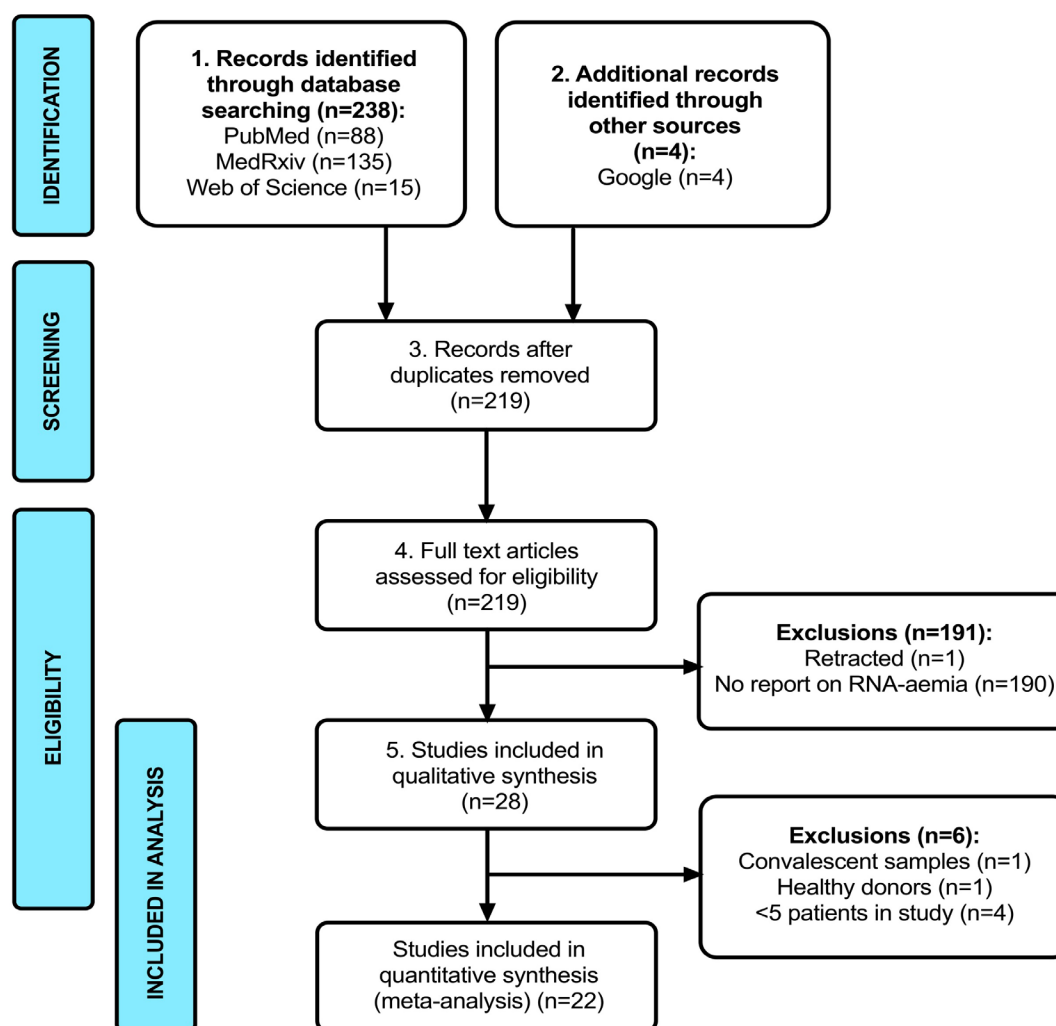 IDENTIFICATION
1. Records identified
through database
searching (n=238):
PubMed (n=88)
MedRxiv (n=135)
Web of Science (n=15)
2. Additional records
identified through
other sources
(n=4):
Google (n=4)
SCREENING
3. Records after
duplicates removed
(n=219)
ELIGIBILITY
4. Full text articles
assessed for eligibility
(n=219)
Exclusions (n=191):
Retracted (n=1)
No report on RNA-aemia (n=190)
INCLUDED IN ANALYSIS
5. Studies included in
qualitative synthesis
(n=28)
Exclusions (n=6):
Convalescent samples (n=1)
Healthy donors (n=1)
<5 patients in study (n=4)
Studies included in
quantitative synthesis
(meta-analysis) (n=22)